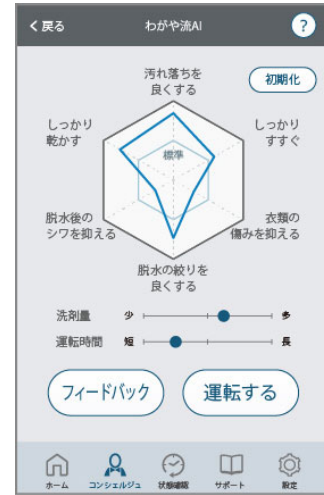 < 戻る
わがや流AI
?
汚れ落ちを
良くする
初期化
しっかり
乾かす
しっかり
すすぐ
標準
脱水後の
シワを抑える
衣類の
傷みを抑える
脱水の絞りを
良くする
洗剤量 少 多
運転時間 短 長
フィードバック
運転する
ホーム
コンシェルジュ
状態確認
サポート
設定